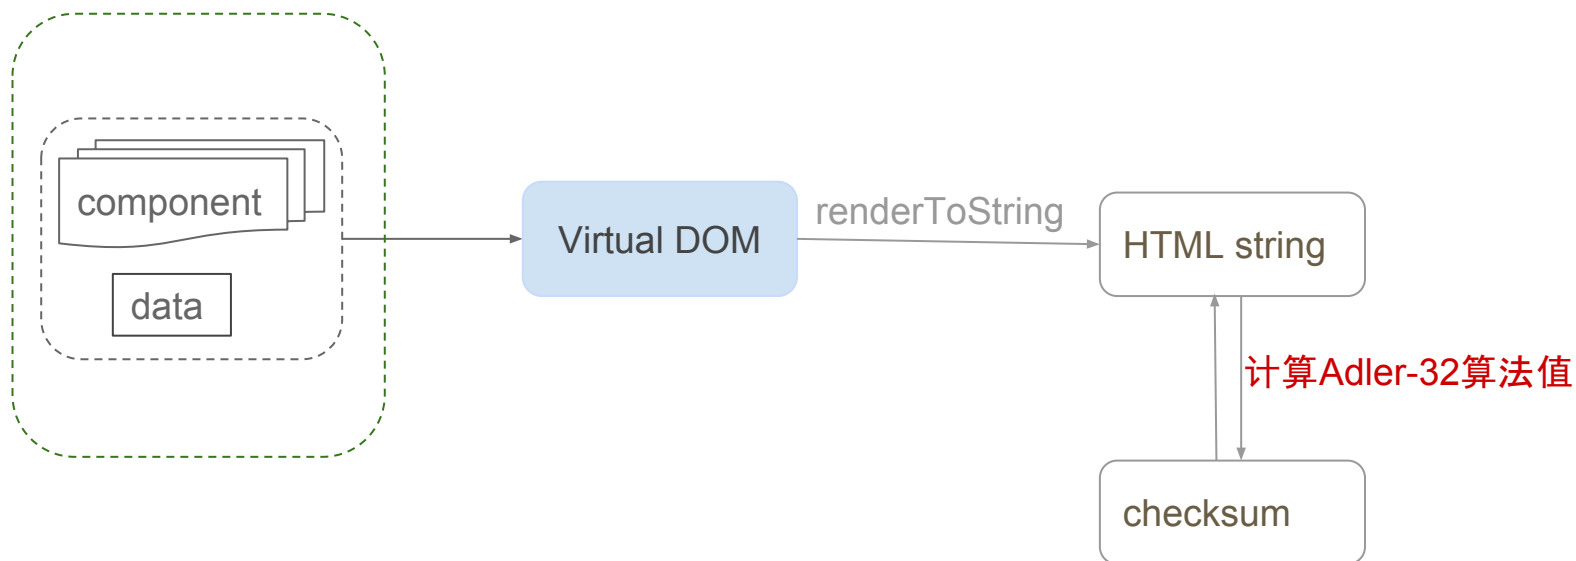 component
data
Virtual DOM
renderToString
HTML string
计算Adler-32算法值
checksum